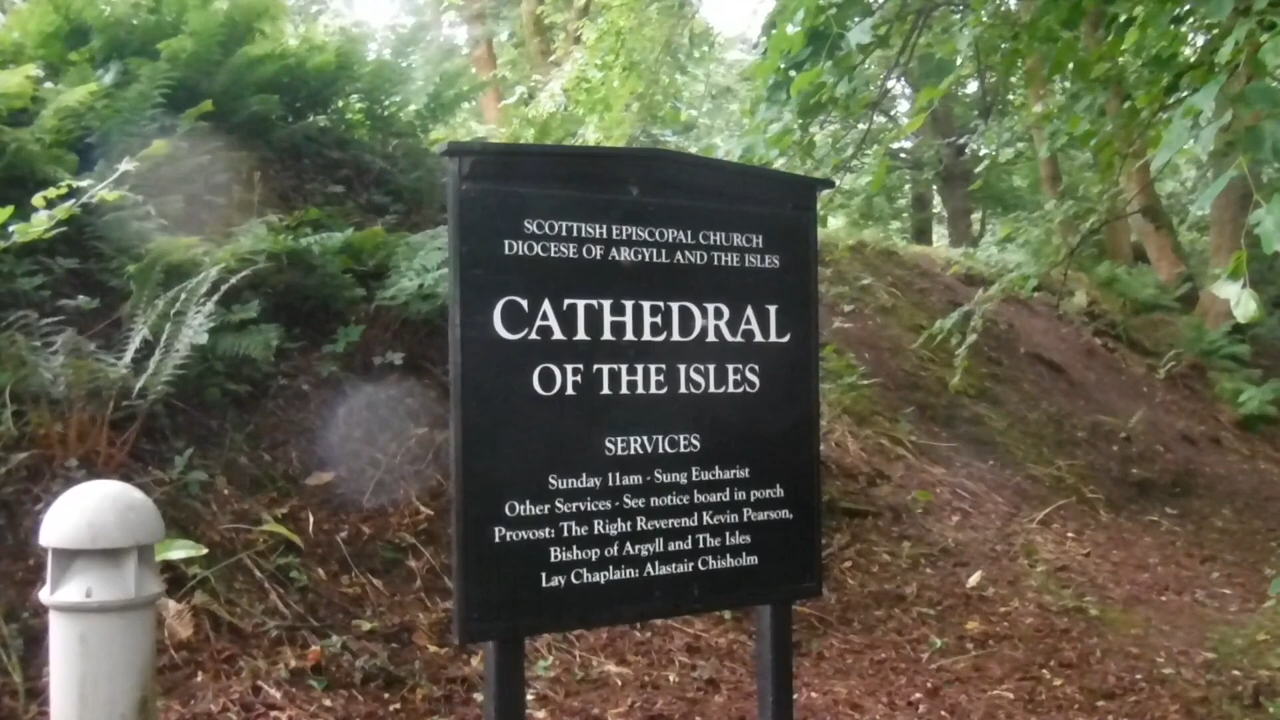 SCOTTISH EPISCOPAL CHURCH
DIOCESE OF ARGYLL AND THE ISLES
CATHEDRAL
OF THE ISLES
SERVICES
Sunday 11am - Sung Eucharist
Other Services - See notice board in porch
Provost: The Right Reverend Kevin Pearson,
Bishop of Argyll and The Isles
Lay Chaplain: Alastair Chisholm